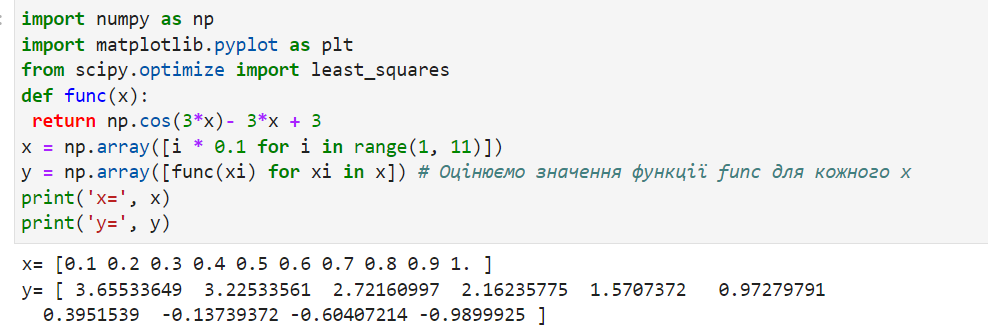 import numpy as np
import matplotlib.pyplot as plt
from scipy.optimize import least_squares
def func(x):
 return np.cos(3*x)- 3*x + 3
x = np.array([i * 0.1 for i in range(1, 11)])
y = np.array([func(xi) for xi in x]) # Оцінюємо значення функції func для кожного x
print('x=', x)
print('y=', y)
x= [0.1 0.2 0.3 0.4 0.5 0.6 0.7 0.8 0.9 1. ]
y= [ 3.65533649  3.22533561  2.72160997  2.16235775  1.5707372   0.97279791
  0.3951539  -0.13739372 -0.60407214 -0.9899925 ]